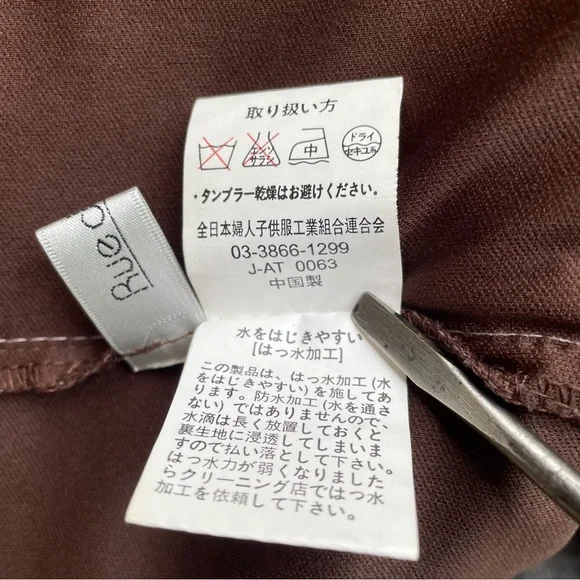 取り扱い方
エンソ
サラシ
中
ドライ
セキユ系
・タンブラー乾燥はお避けください。
全日本婦人子供服工業組合連合会
03-3866-1299
J-AT 0063
中国製
Rue
水をはじきやすい
[はっ水加工]
この製品は、はっ水加工(水
をはじきやすい)を施してあ
ります。防水加工(水を通さ
ない)ではありませんので、
水滴は長く放置しておくと
裏生地に浸透してしまいま
すので払い落として下さい。
はっ水力が弱くなりました
らクリーニング店ではっ水
加工を依頼して下さい。